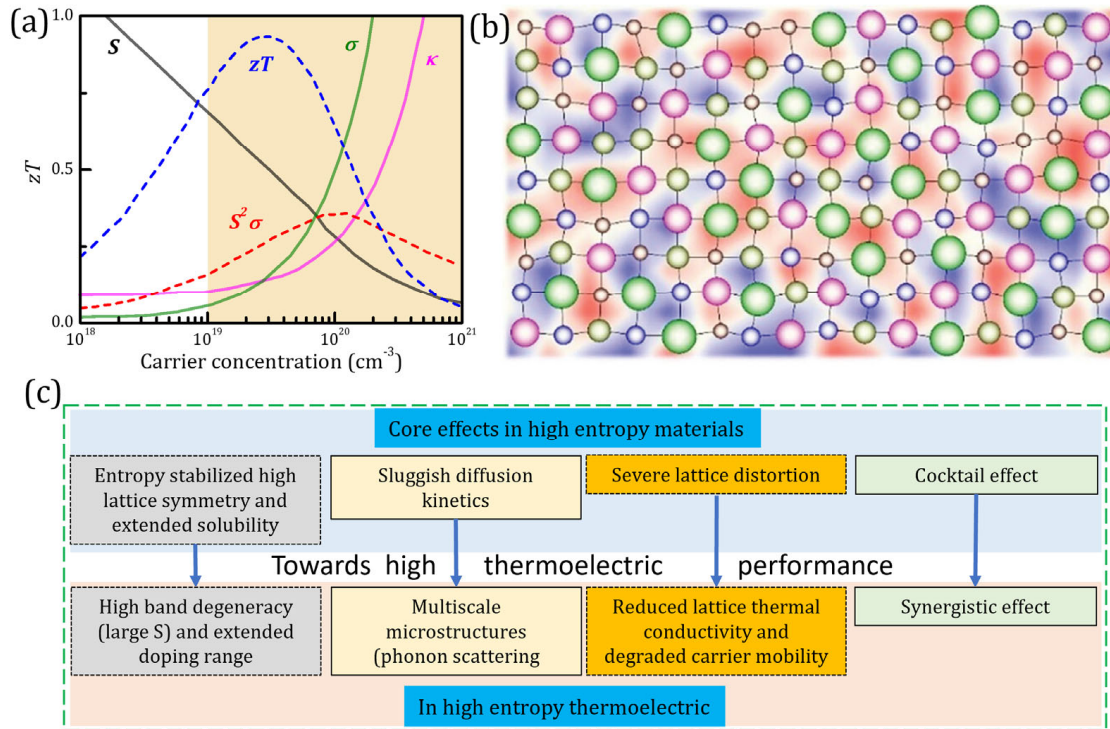 (a)
1.0
0.5
0.0
zT
S
zT
σ
κ
S²σ
10¹⁸
10¹⁹
10²⁰
10²¹
Carrier concentration (cm⁻³)
(b)
(c)
Core effects in high entropy materials
Entropy stabilized high
lattice symmetry and
extended solubility
Sluggish diffusion
kinetics
Severe lattice distortion
Cocktail effect
Towards high thermoelectric performance
High band degeneracy
(large S) and extended
doping range
Multiscale
microstructures
(phonon scattering
Reduced lattice thermal
conductivity and
degraded carrier mobility
Synergistic effect
In high entropy thermoelectric